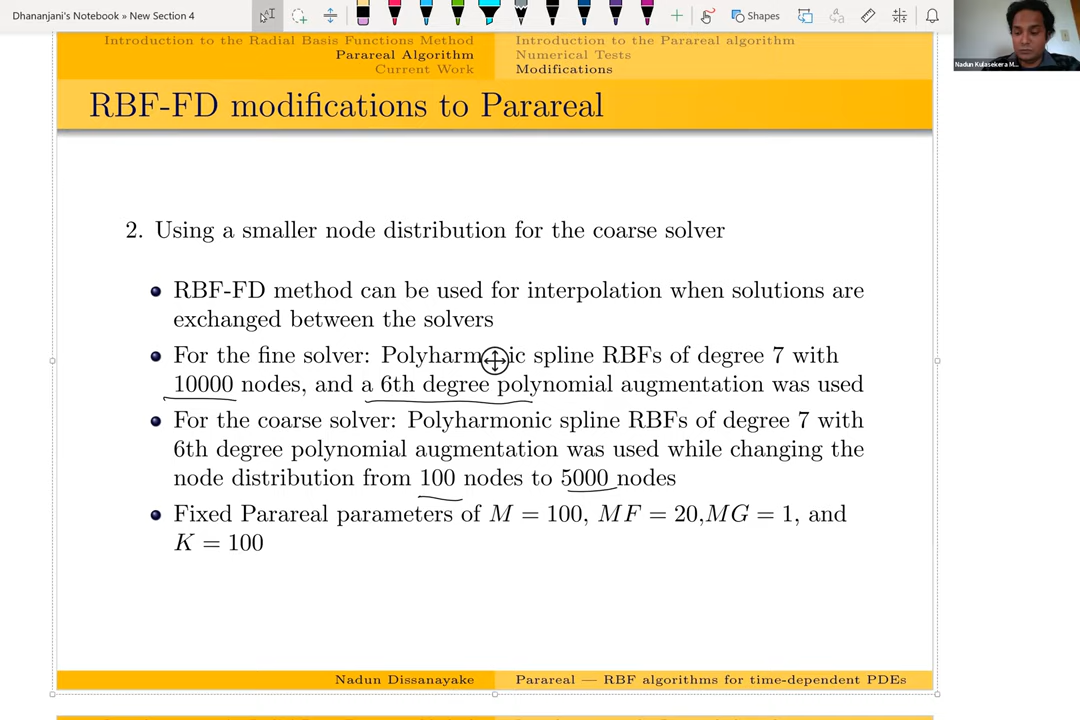 Dhananjani's Notebook » New Section 4
Shapes
Nadun Kulasekera M...
Introduction to the Radial Basis Functions Method
Parareal Algorithm
Current Work
Introduction to the Parareal algorithm
Numerical Tests
Modifications
RBF-FD modifications to Parareal
2. Using a smaller node distribution for the coarse solver
RBF-FD method can be used for interpolation when solutions are
exchanged between the solvers
For the fine solver: Polyharmonic spline RBFs of degree 7 with
10000 nodes, and a 6th degree polynomial augmentation was used
For the coarse solver: Polyharmonic spline RBFs of degree 7 with
6th degree polynomial augmentation was used while changing the
node distribution from 100 nodes to 5000 nodes
Fixed Parareal parameters of M = 100, MF = 20,MG = 1, and
K = 100
Nadun Dissanayake
Parareal — RBF algorithms for time-dependent PDEs